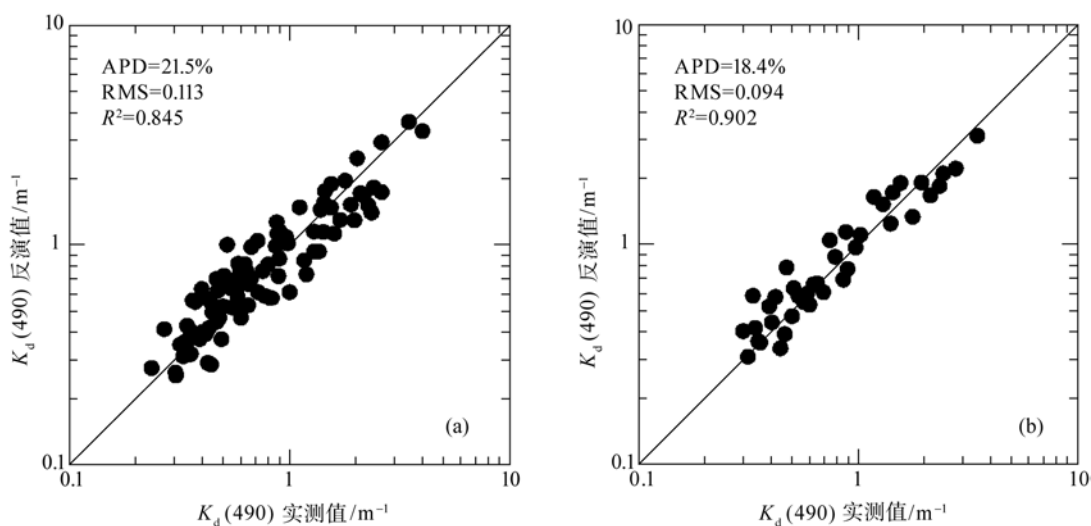 10
APD=21.5%
RMS=0.113
R²=0.845
1
0.1
0.1
1
10
(a)
K_d(490) 反演值/m⁻¹
K_d(490) 实测值/m⁻¹
10
APD=18.4%
RMS=0.094
R²=0.902
1
0.1
0.1
1
10
(b)
K_d(490) 反演值/m⁻¹
K_d(490) 实测值/m⁻¹